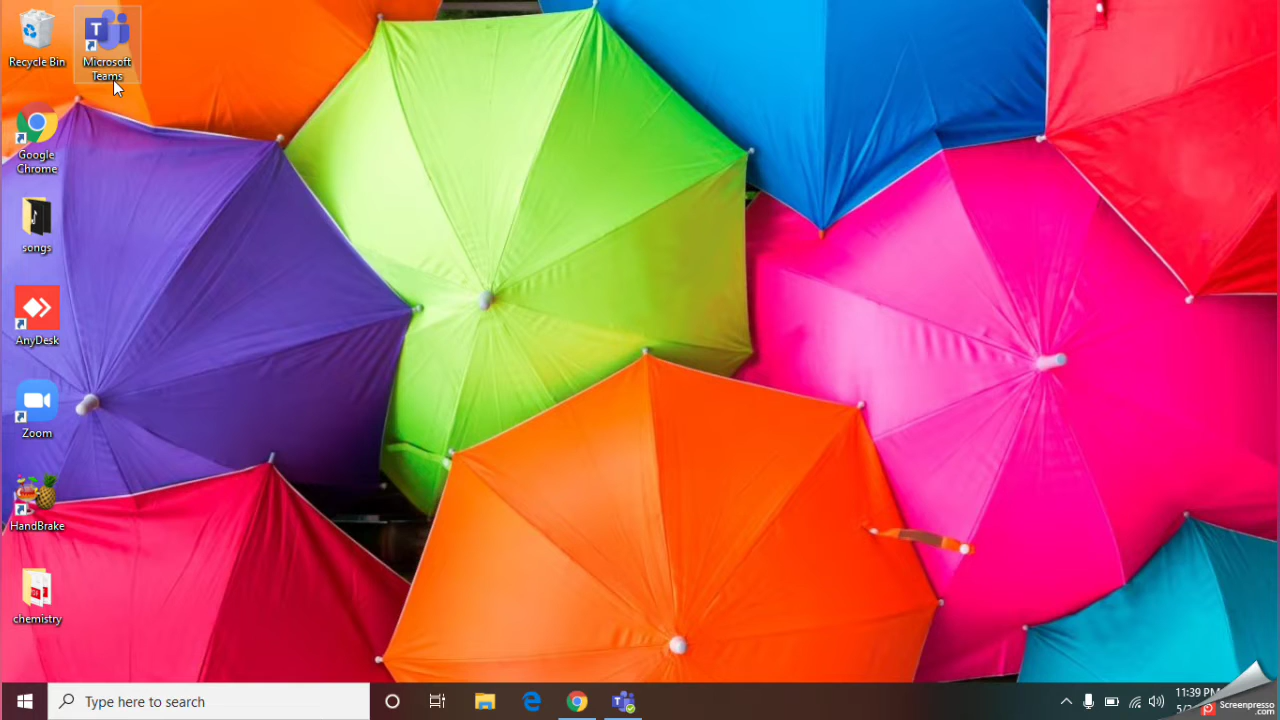 Recycle Bin
Microsoft
Teams
Google
Chrome
songs
AnyDesk
Zoom
HandBrake
chemistry
Type here to search
11:39 PM
Screenpresso
.com